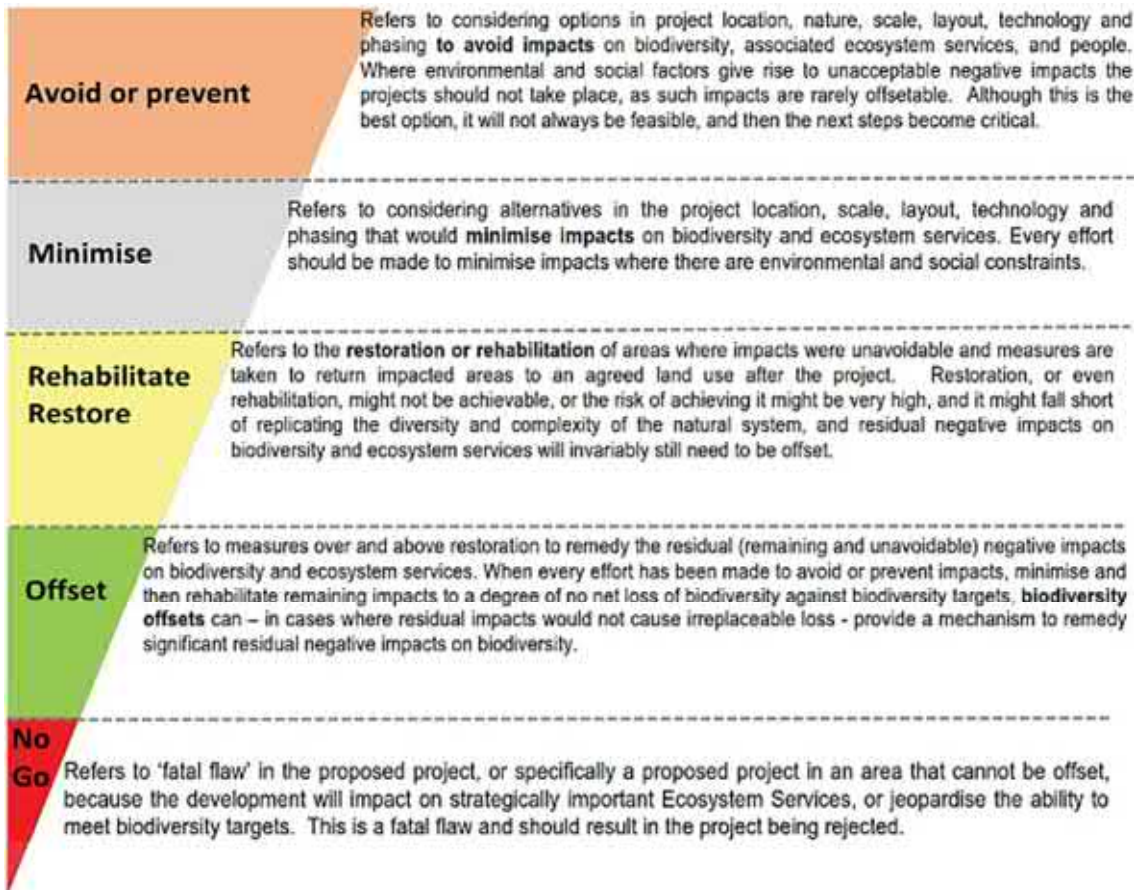 Refers to considering options in project location, nature, scale, layout, technology and
phasing to avoid impacts on biodiversity, associated ecosystem services, and people.
Where environmental and social factors give rise to unacceptable negative impacts the
projects should not take place, as such impacts are rarely offsetable. Although this is the
best option, it will not always be feasible, and then the next steps become critical.
Avoid or prevent
Refers to considering alternatives in the project location, scale, layout, technology and
phasing that would minimise impacts on biodiversity and ecosystem services. Every effort
should be made to minimise impacts where there are environmental and social constraints.
Minimise
Refers to the restoration or rehabilitation of areas where impacts were unavoidable and measures are
taken to return impacted areas to an agreed land use after the project. Restoration, or even
rehabilitation, might not be achievable, or the risk of achieving it might be very high, and it might fall short
of replicating the diversity and complexity of the natural system, and residual negative impacts on
biodiversity and ecosystem services will invariably still need to be offset.
Rehabilitate
Restore
Refers to measures over and above restoration to remedy the residual (remaining and unavoidable) negative impacts
on biodiversity and ecosystem services. When every effort has been made to avoid or prevent impacts, minimise and
then rehabilitate remaining impacts to a degree of no net loss of biodiversity against biodiversity targets, biodiversity
offsets can – in cases where residual impacts would not cause irreplaceable loss - provide a mechanism to remedy
significant residual negative impacts on biodiversity.
Offset
No
Go
Refers to 'fatal flaw' in the proposed project, or specifically a proposed project in an area that cannot be offset,
because the development will impact on strategically important Ecosystem Services, or jeopardise the ability to
meet biodiversity targets. This is a fatal flaw and should result in the project being rejected.